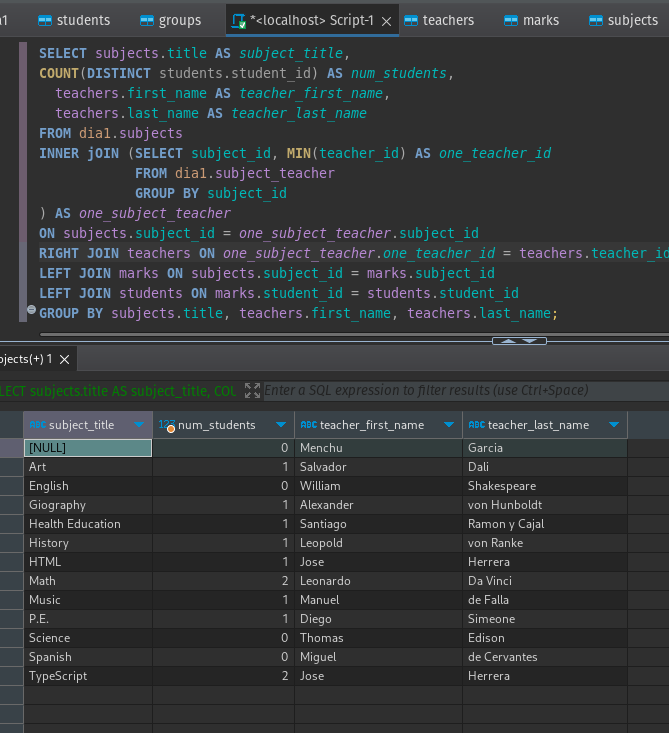 students groups *<localhost> Script-1 teachers marks subjects
SELECT subjects.title AS subject_title,
COUNT(DISTINCT students.student_id) AS num_students,
teachers.first_name AS teacher_first_name,
teachers.last_name AS teacher_last_name
FROM dia1.subjects
INNER jOIN (SELECT subject_id, MIN(teacher_id) AS one_teacher_id
FROM dia1.subject_teacher
GROUP BY subject_id
) AS one_subject_teacher
ON subjects.subject_id = one_subject_teacher.subject_id
RIGHT JOIN teachers ON one_subject_teacher.one_teacher_id = teachers.teacher_id
LEFT JOIN marks ON subjects.subject_id = marks.subject_id
LEFT JOIN students ON marks.student_id = students.student_id
GROUP BY subjects.title, teachers.first_name, teachers.last_name;
bjects(+) 1
LECT subjects.title AS subject_title, COU Enter a SQL expression to filter results (use Ctrl+Space)
ABC subject_title 123 num_students ABC teacher_first_name ABC teacher_last_name
[NULL] 0 Menchu Garcia
Art 1 Salvador Dali
English 0 William Shakespeare
Giography 1 Alexander von Hunboldt
Health Education 1 Santiago Ramon y Cajal
History 1 Leopold von Ranke
HTML 1 Jose Herrera
Math 2 Leonardo Da Vinci
Music 1 Manuel de Falla
P.E. 1 Diego Simeone
Science 0 Thomas Edison
Spanish 0 Miguel de Cervantes
TypeScript 2 Jose Herrera